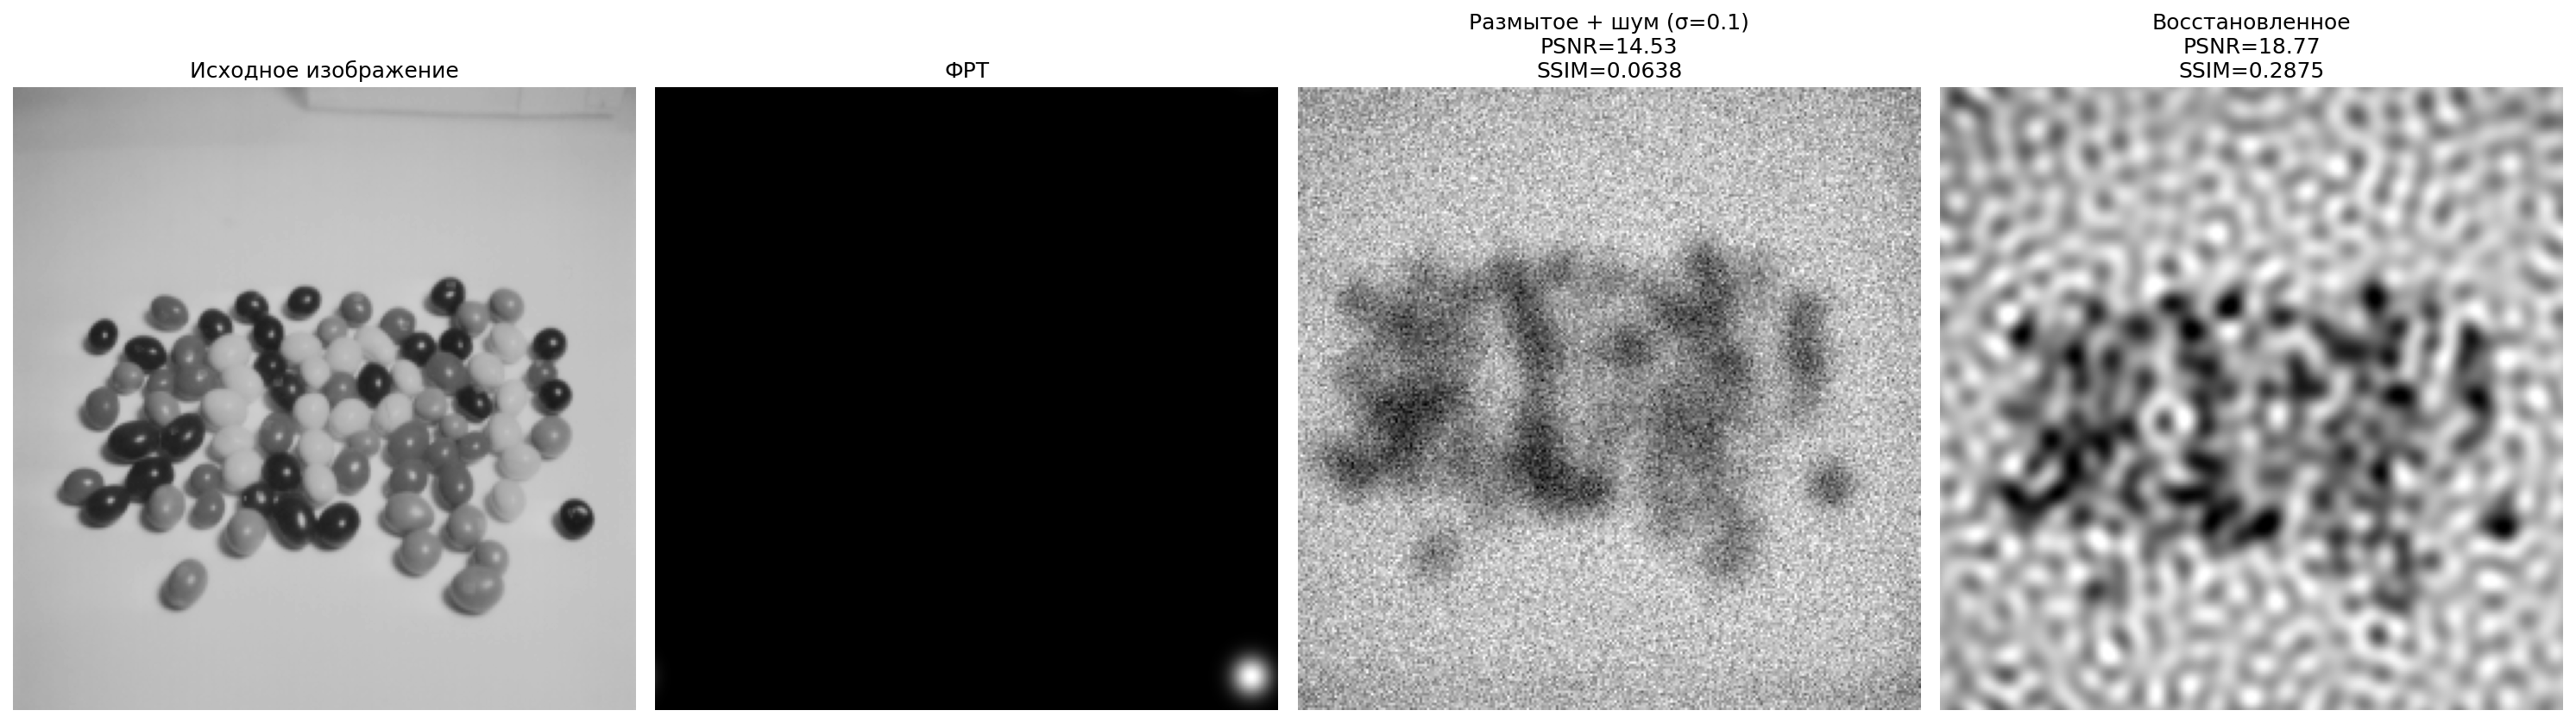 Исходное изображение
ФРТ
Размытое + шум (σ=0.1)
PSNR=14.53
SSIM=0.0638
Восстановленное
PSNR=18.77
SSIM=0.2875